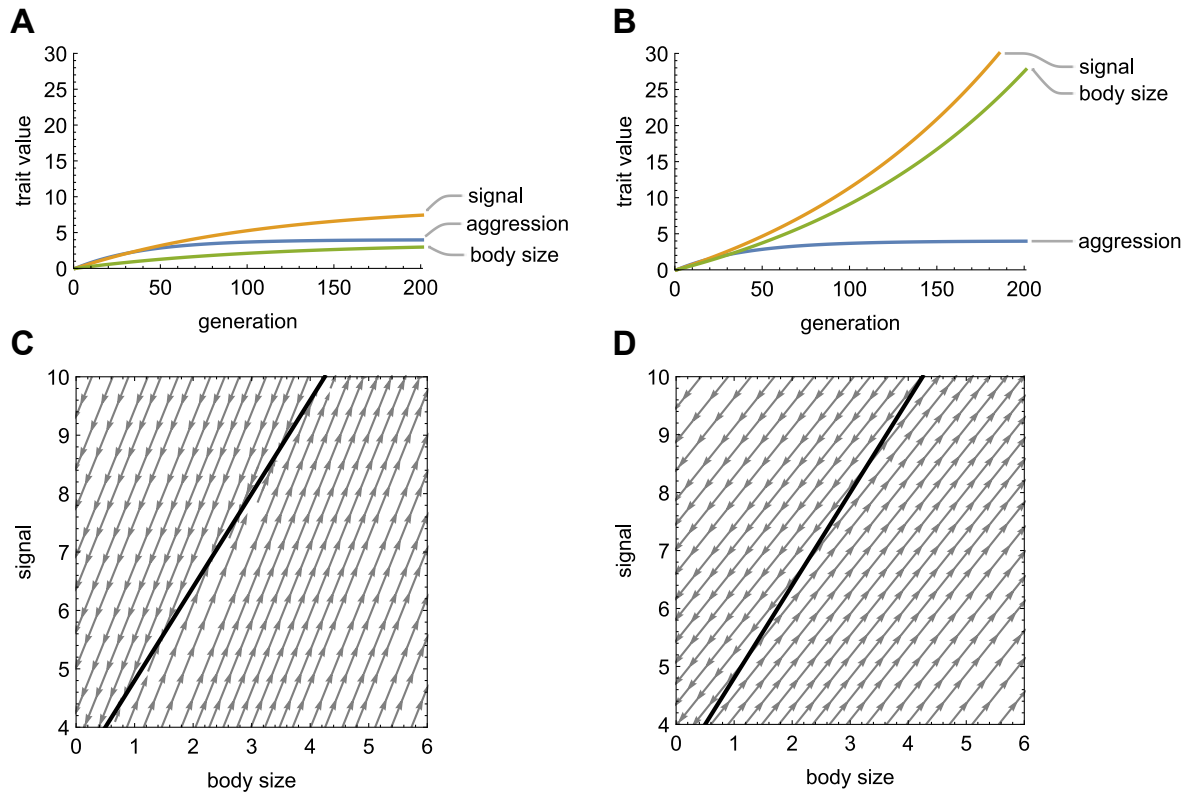 A
30
25
20
15
10
5
0
trait value
0 50 100 150 200
generation
signal
aggression
body size
B
30
25
20
15
10
5
0
trait value
0 50 100 150 200
generation
signal
body size
aggression
C
10
9
8
7
6
5
4
signal
0 1 2 3 4 5 6
body size
D
10
9
8
7
6
5
4
signal
0 1 2 3 4 5 6
body size